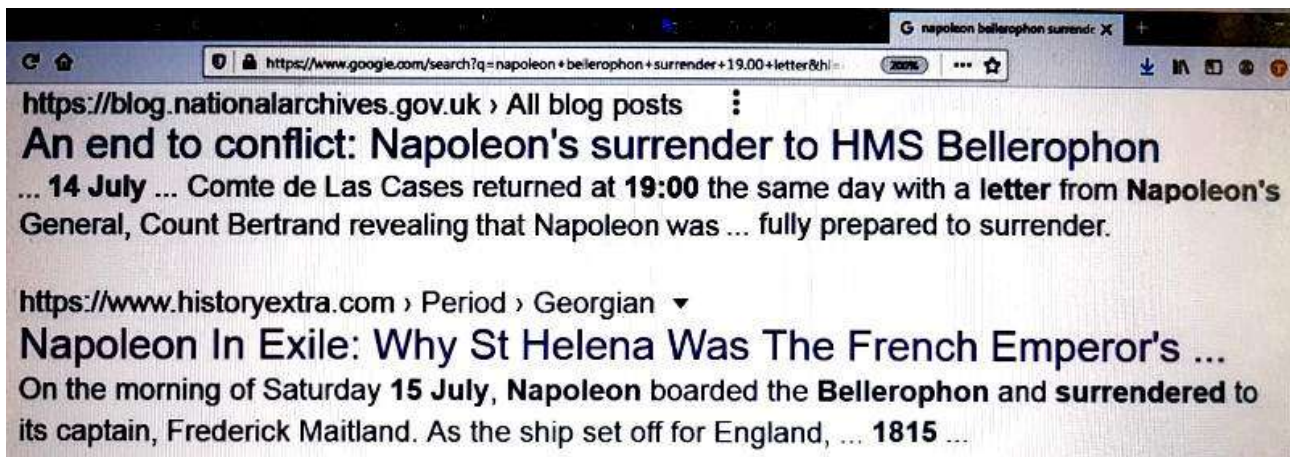 G napoleon bellerophon surrende X +
https://www.google.com/search?q=napoleon+bellerophon+surrender+19.00+letter&hl= 200% ...
https://blog.nationalarchives.gov.uk › All blog posts
An end to conflict: Napoleon's surrender to HMS Bellerophon
... 14 July ... Comte de Las Cases returned at 19:00 the same day with a letter from Napoleon's
General, Count Bertrand revealing that Napoleon was ... fully prepared to surrender.
https://www.historyextra.com › Period › Georgian
Napoleon In Exile: Why St Helena Was The French Emperor's ...
On the morning of Saturday 15 July, Napoleon boarded the Bellerophon and surrendered to
its captain, Frederick Maitland. As the ship set off for England, ... 1815 ...